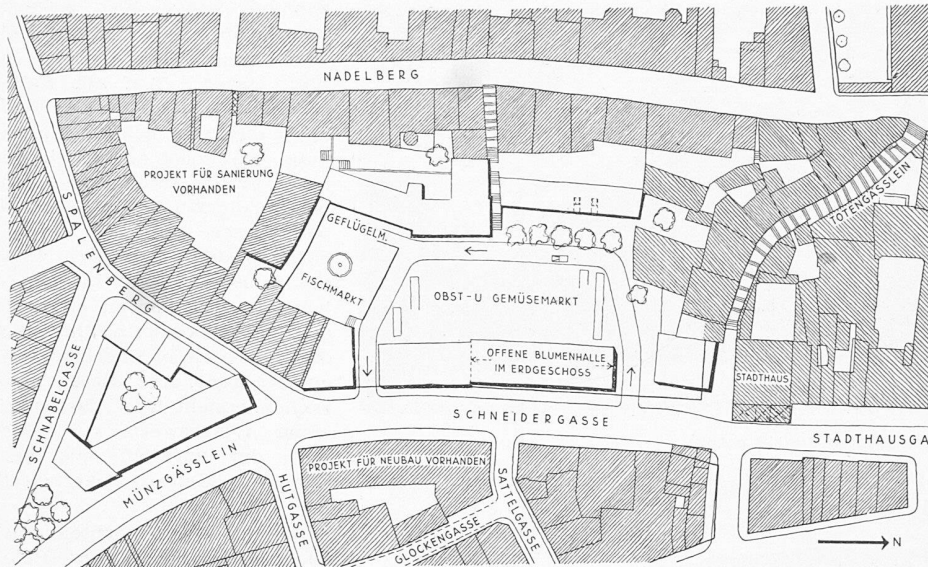 NADELBERG
PROJEKT FÜR SANIERUNG
VORHANDEN
SPALENBERG
GEFLÜGELM.
FISCHMARKT
OBST-U GEMÜSEMARKT
OFFENE BLUMENHALLE
IM ERDGESCHOSS
TOTENGÄSSLEIN
STADTHAUS
SCHNEIDERGASSE
STADTHAUSGA
SCHNABELGASSE
MÜNZGÄSSLEIN
HUTGASSE
PROJEKT FÜR NEUBAU VORHANDEN
SATTELGASSE
GLOCKENGASSE
N